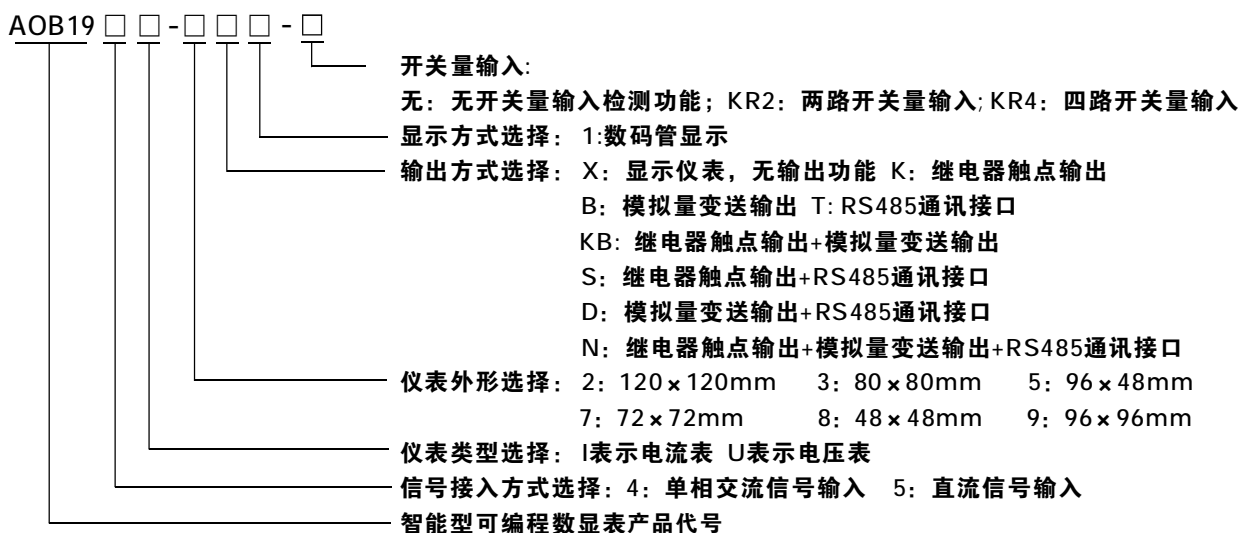 AOB19 □ □ - □ □ □ - □
开关量输入:
无：无开关量输入检测功能；KR2：两路开关量输入; KR4：四路开关量输入
显示方式选择： 1:数码管显示
输出方式选择： X：显示仪表，无输出功能 K：继电器触点输出
B：模拟量变送输出 T: RS485通讯接口
KB: 继电器触点输出+模拟量变送输出
S：继电器触点输出+RS485通讯接口
D：模拟量变送输出+RS485通讯接口
N：继电器触点输出+模拟量变送输出+RS485通讯接口
仪表外形选择：2：120×120mm 3：80×80mm 5：96×48mm
7：72×72mm 8：48×48mm 9：96×96mm
仪表类型选择： I表示电流表 U表示电压表
信号接入方式选择：4：单相交流信号输入 5：直流信号输入
智能型可编程数显表产品代号